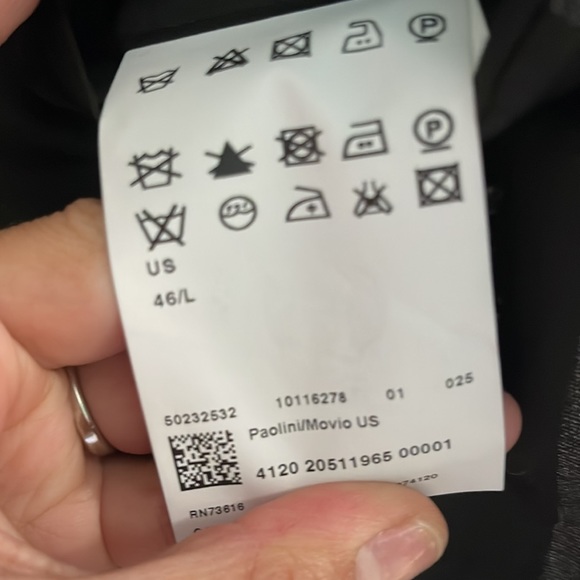 US
46/L
50232532 10116278 01 025
Paolini/Movio US
4120 20511965 00001
RN73616